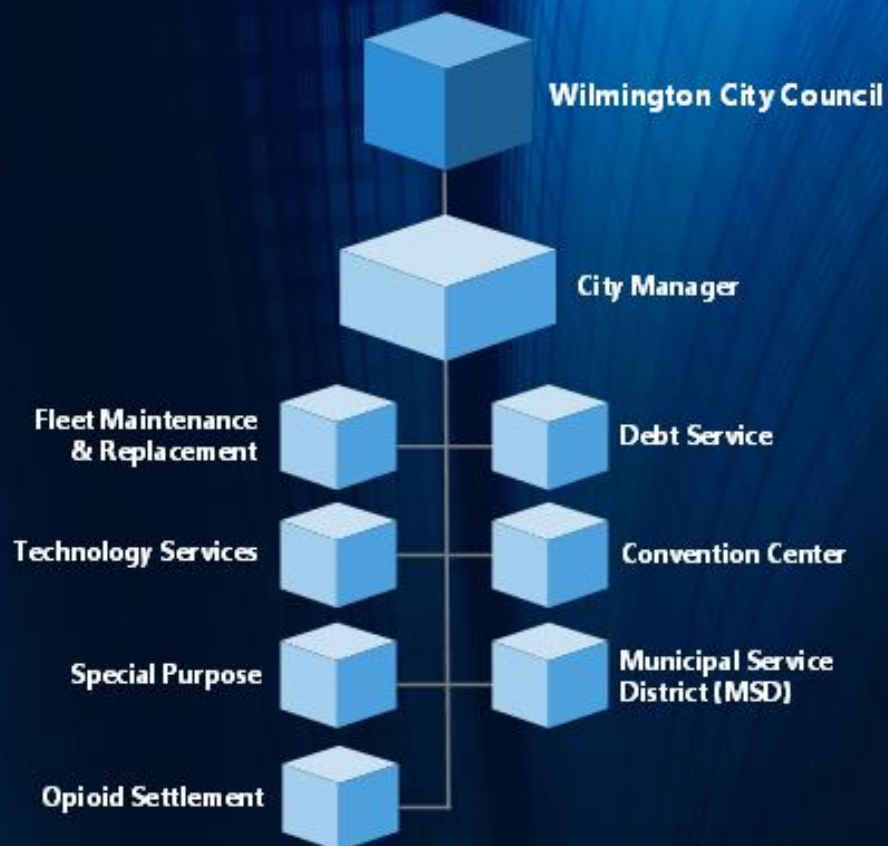 Wilmington City Council
City Manager
Fleet Maintenance
& Replacement
Debt Service
Technology Services
Convention Center
Special Purpose
Municipal Service
District (MSD)
Opioid Settlement